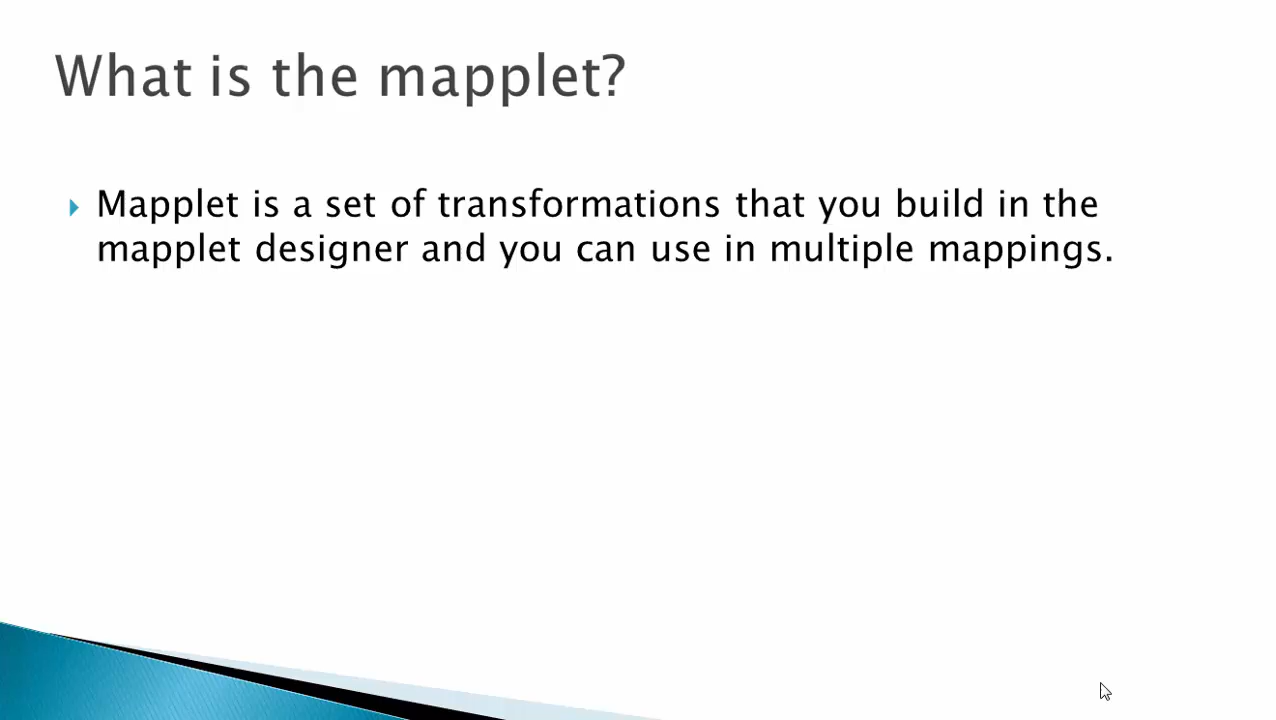 What is the mapplet?
Mapplet is a set of transformations that you build in the
mapplet designer and you can use in multiple mappings.